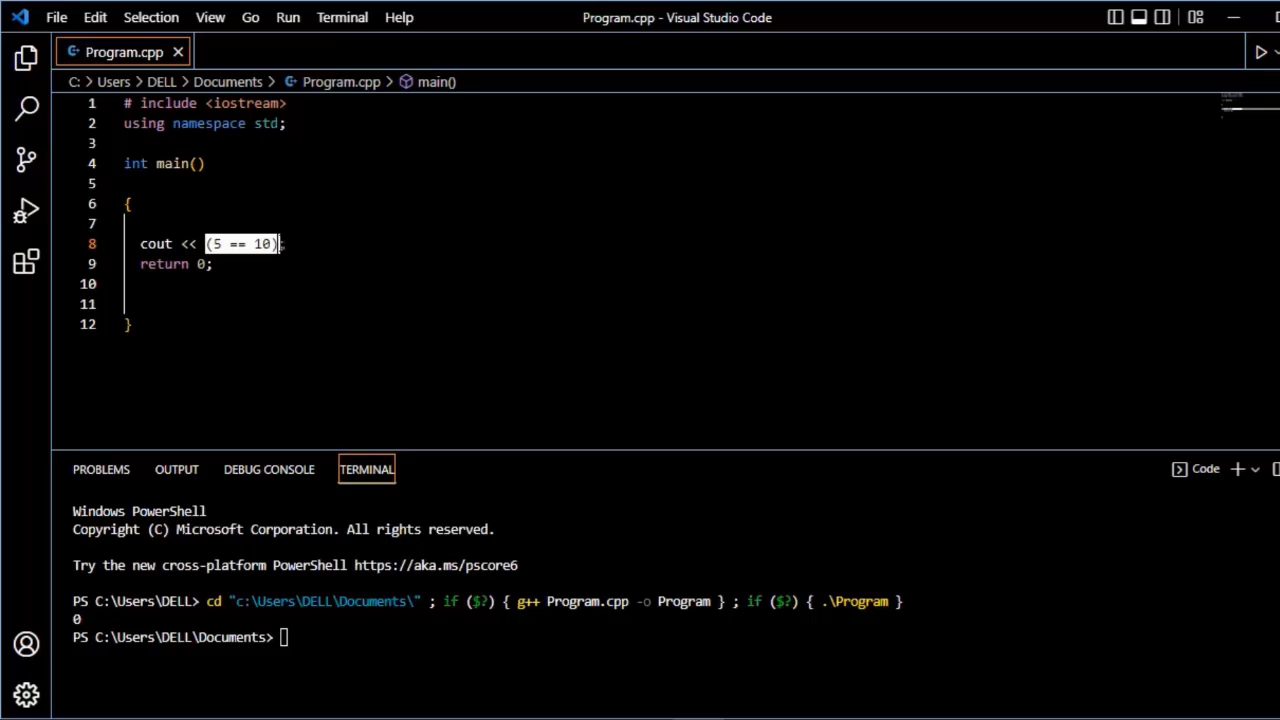 File Edit Selection View Go Run Terminal Help Program.cpp - Visual Studio Code
Program.cpp
C: > Users > DELL > Documents > Program.cpp > main()
1 # include <iostream>
2 using namespace std;
3
4 int main()
5
6 {
7
8 cout << (5 == 10);
9 return 0;
10
11
12 }
PROBLEMS OUTPUT DEBUG CONSOLE TERMINAL Code
Windows PowerShell
Copyright (C) Microsoft Corporation. All rights reserved.
Try the new cross-platform PowerShell https://aka.ms/pscore6
PS C:\Users\DELL> cd "c:\Users\DELL\Documents\" ; if ($?) { g++ Program.cpp -o Program } ; if ($?) { .\Program }
0
PS C:\Users\DELL\Documents>